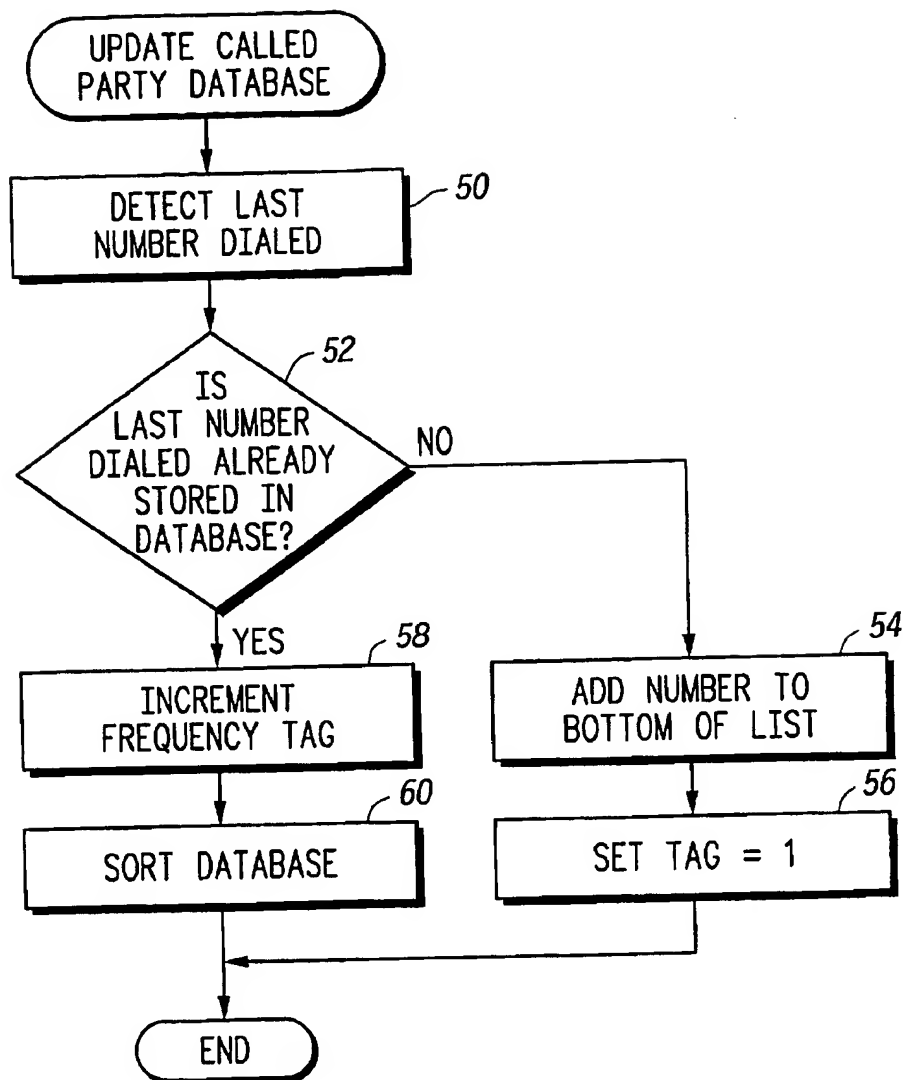 UPDATE CALLED
PARTY DATABASE
DETECT LAST
NUMBER DIALED
50
IS
LAST NUMBER
DIALED ALREADY
STORED IN
DATABASE?
52
NO
YES
58
INCREMENT
FREQUENCY TAG
54
ADD NUMBER TO
BOTTOM OF LIST
60
SORT DATABASE
56
SET TAG = 1
END